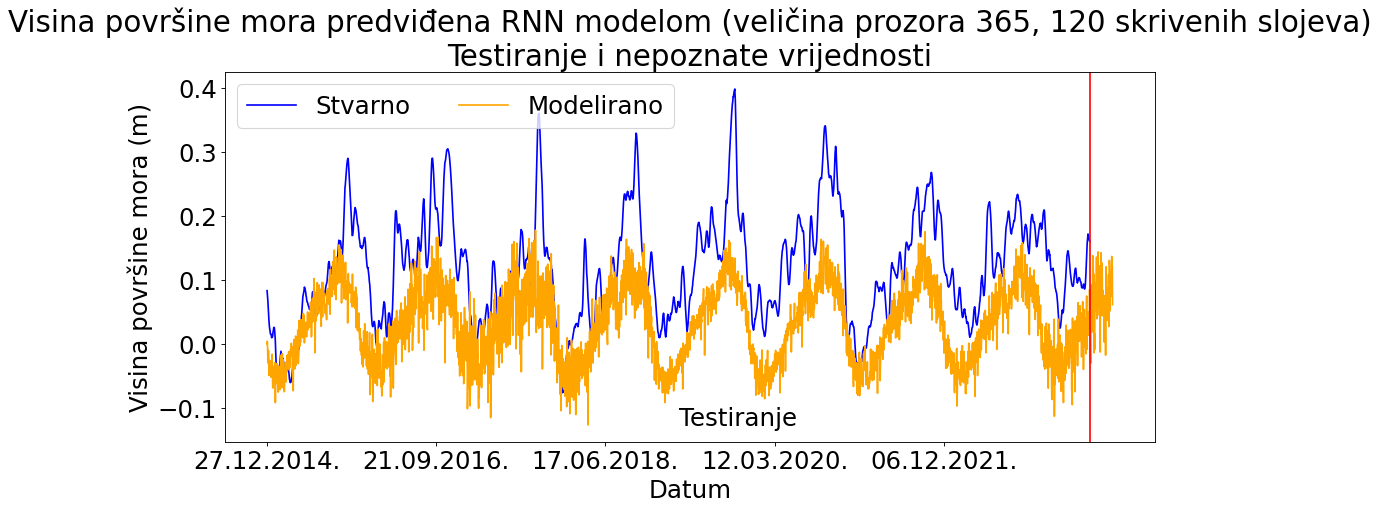 Visina površine mora predviđena RNN modelom (veličina prozora 365, 120 skrivenih slojeva)
Testiranje i nepoznate vrijednosti
Stvarno
Modelirano
Visina površine mora (m)
0.4
0.3
0.2
0.1
0.0
−0.1
Testiranje
27.12.2014.
21.09.2016.
17.06.2018.
12.03.2020.
06.12.2021.
Datum